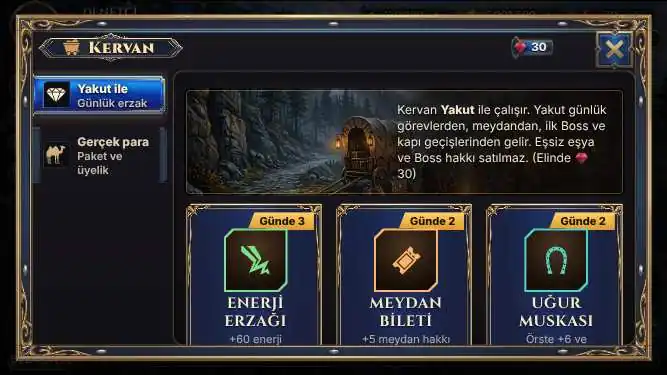 KERVAN
30
Yakut ile
Günlük erzak
Gerçek para
Paket ve
üyelik
Kervan Yakut ile çalışır. Yakut günlük
görevlerden, meydandan, ilk Boss ve
kapı geçişlerinden gelir. Eşsiz eşya
ve Boss hakkı satılmaz. (Elinde
30)
Günde 3
ENERJİ
ERZAĞI
+60 enerji
Günde 2
MEYDAN
BİLETİ
+5 meydan hakkı
Günde 2
UĞUR
MUSKASI
Örste +6 ve